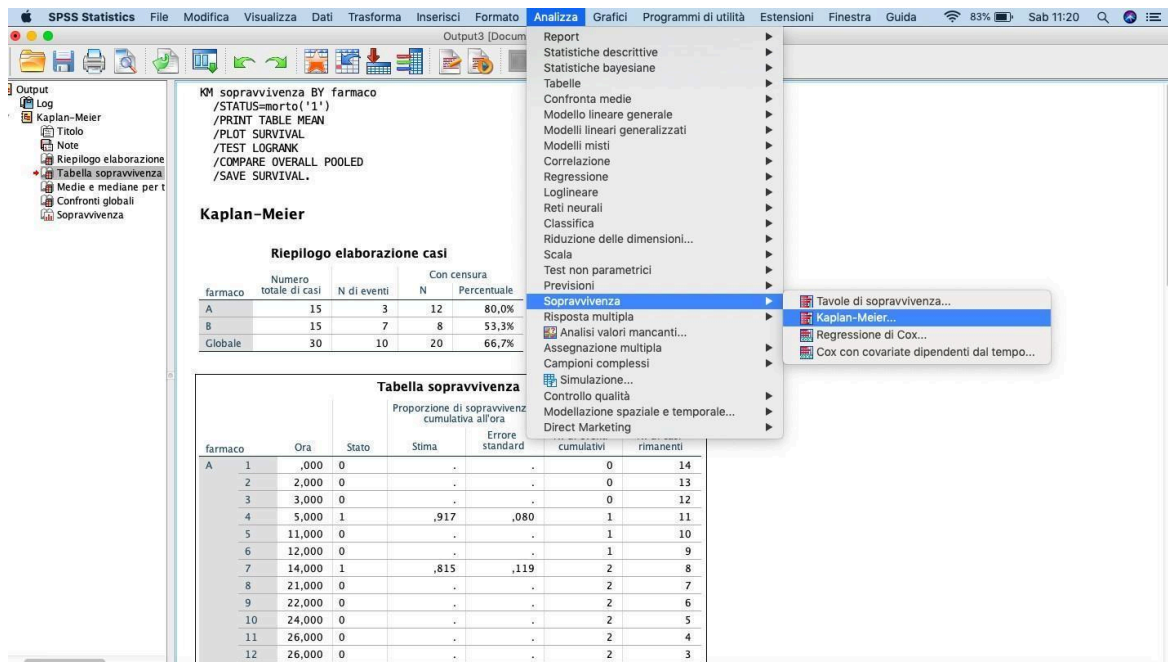 SPSS Statistics File Modifica Visualizza Dati Trasforma Inserisci Formato Analizza Grafici Programmi di utilità Estensioni Finestra Guida 83% Sab 11:20
Output3 [Docum
Output
Log
Kaplan-Meier
Titolo
Note
Riepilogo elaborazione
Tabella sopravvivenza
Medie e mediane per t
Confronti globali
Sopravvivenza
KM sopravvivenza BY farmaco
/STATUS=morto('1')
/PRINT TABLE MEAN
/PLOT SURVIVAL
/TEST LOGRANK
/COMPARE OVERALL POOLED
/SAVE SURVIVAL.
Kaplan-Meier
Riepilogo elaborazione casi
Con censura
farmaco Numero totale di casi N di eventi N Percentuale
A 15 3 12 80,0%
B 15 7 8 53,3%
Globale 30 10 20 66,7%
Tabella sopravvivenza
Proporzione di sopravvivenz
cumulativa all'ora
farmaco Ora Stato Stima Errore standard cumulativi rimanenti
A 1 ,000 0 . . 0 14
2 2,000 0 . . 0 13
3 3,000 0 . . 0 12
4 5,000 1 ,917 ,080 1 11
5 11,000 0 . . 1 10
6 12,000 0 . . 1 9
7 14,000 1 ,815 ,119 2 8
8 21,000 0 . . 2 7
9 22,000 0 . . 2 6
10 24,000 0 . . 2 5
11 26,000 0 . . 2 4
12 26,000 0 . . 2 3
Report
Statistiche descrittive
Statistiche bayesiane
Tabelle
Confronta medie
Modello lineare generale
Modelli lineari generalizzati
Modelli misti
Correlazione
Regressione
Loglineare
Reti neurali
Classifica
Riduzione delle dimensioni...
Scala
Test non parametrici
Previsioni
Sopravvivenza
Risposta multipla
Analisi valori mancanti...
Assegnazione multipla
Campioni complessi
Simulazione...
Controllo qualità
Modellazione spaziale e temporale...
Direct Marketing
Tavole di sopravvivenza...
Kaplan-Meier...
Regressione di Cox...
Cox con covariate dipendenti dal tempo...